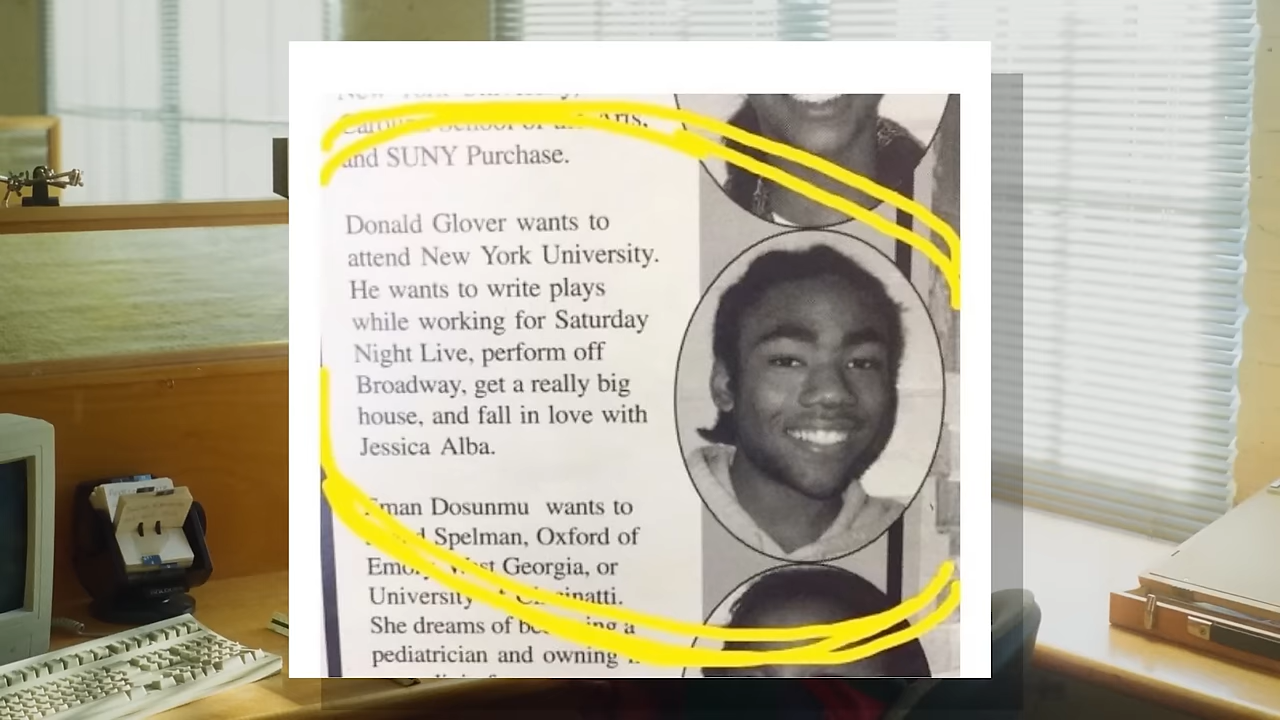 and SUNY Purchase.
Donald Glover wants to
attend New York University.
He wants to write plays
while working for Saturday
Night Live, perform off
Broadway, get a really big
house, and fall in love with
Jessica Alba.
Dosunmu wants to
Spelman, Oxford of
Georgia, or
University
She dreams of a
pediatrician and owning